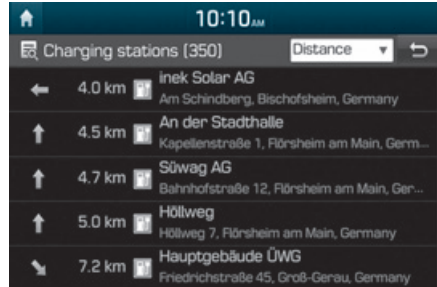 10:10 AM
Charging stations (350) Distance
4.0 km inek Solar AG
Am Schindberg, Bischofsheim, Germany
4.5 km An der Stadthalle
Kapellenstraße 1, Flörsheim am Main, Germ...
4.7 km Süwag AG
Bahnhofstraße 12, Flörsheim am Main, Ger...
5.0 km Höllweg
Höllweg 7, Flörsheim am Main, Germany
7.2 km Hauptgebäude ÜWG
Friedrichstraße 45, Groß-Gerau, Germany